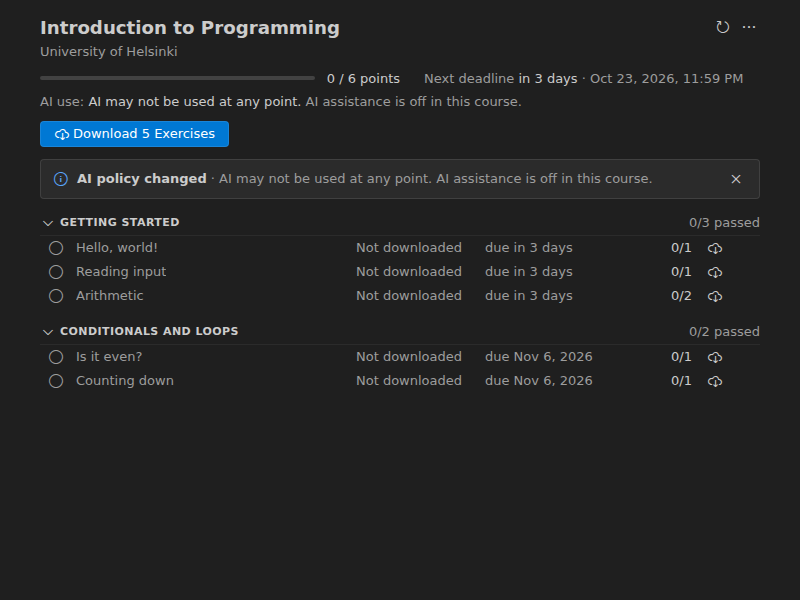 Introduction to Programming
University of Helsinki
0 / 6 points Next deadline in 3 days · Oct 23, 2026, 11:59 PM
AI use: AI may not be used at any point. AI assistance is off in this course.
Download 5 Exercises
AI policy changed · AI may not be used at any point. AI assistance is off in this course.
GETTING STARTED 0/3 passed
Hello, world! Not downloaded due in 3 days 0/1
Reading input Not downloaded due in 3 days 0/1
Arithmetic Not downloaded due in 3 days 0/2
CONDITIONALS AND LOOPS 0/2 passed
Is it even? Not downloaded due Nov 6, 2026 0/1
Counting down Not downloaded due Nov 6, 2026 0/1